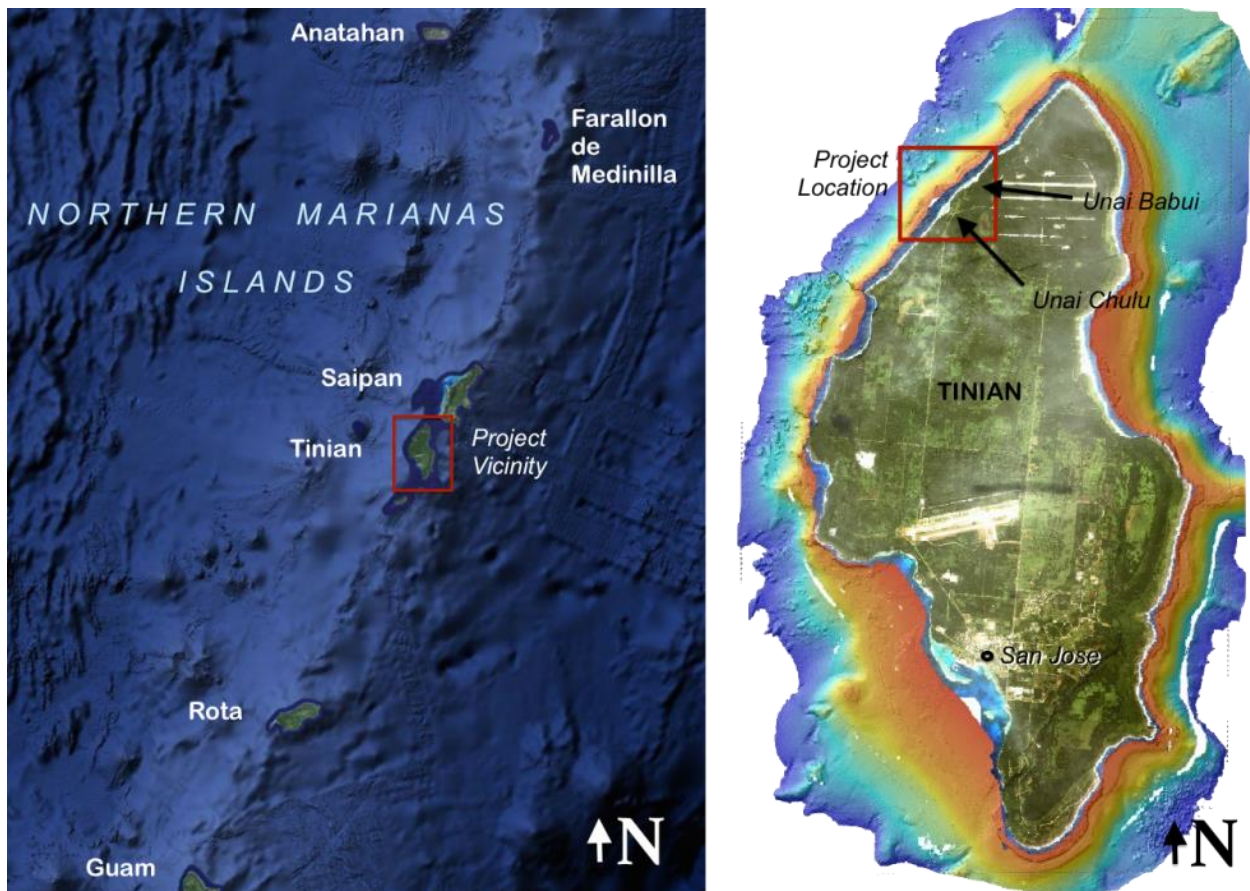 Anatahan
Farallon
de
Medinilla
NORTHERN MARIANAS
ISLANDS
Saipan
Tinian
Project
Vicinity
Rota
Guam
N
Project
Location
Unai Babui
Unai Chulu
TINIAN
San Jose
N